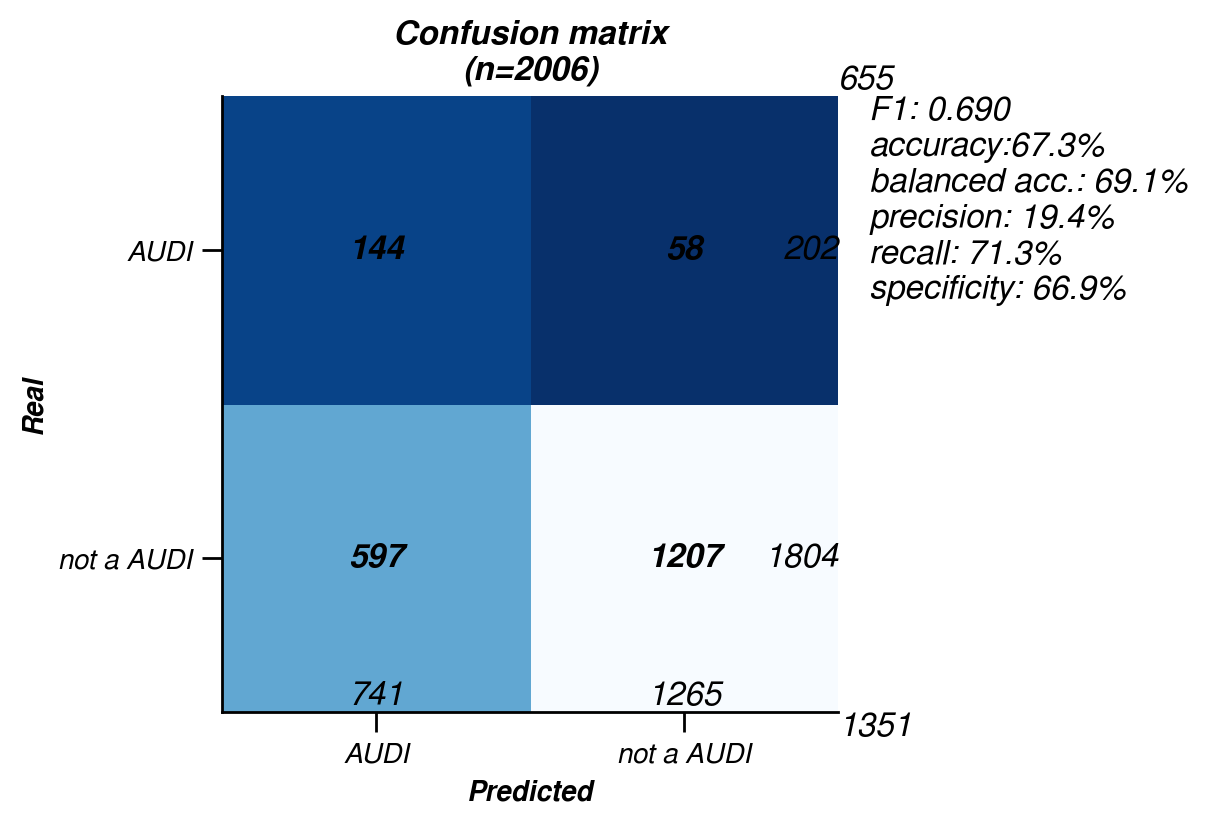 Confusion matrix
(n=2006)
655
F1: 0.690
accuracy:67.3%
balanced acc.: 69.1%
precision: 19.4%
recall: 71.3%
specificity: 66.9%
AUDI
144
58
202
Real
not a AUDI
597
1207
1804
741
1265
1351
AUDI
not a AUDI
Predicted